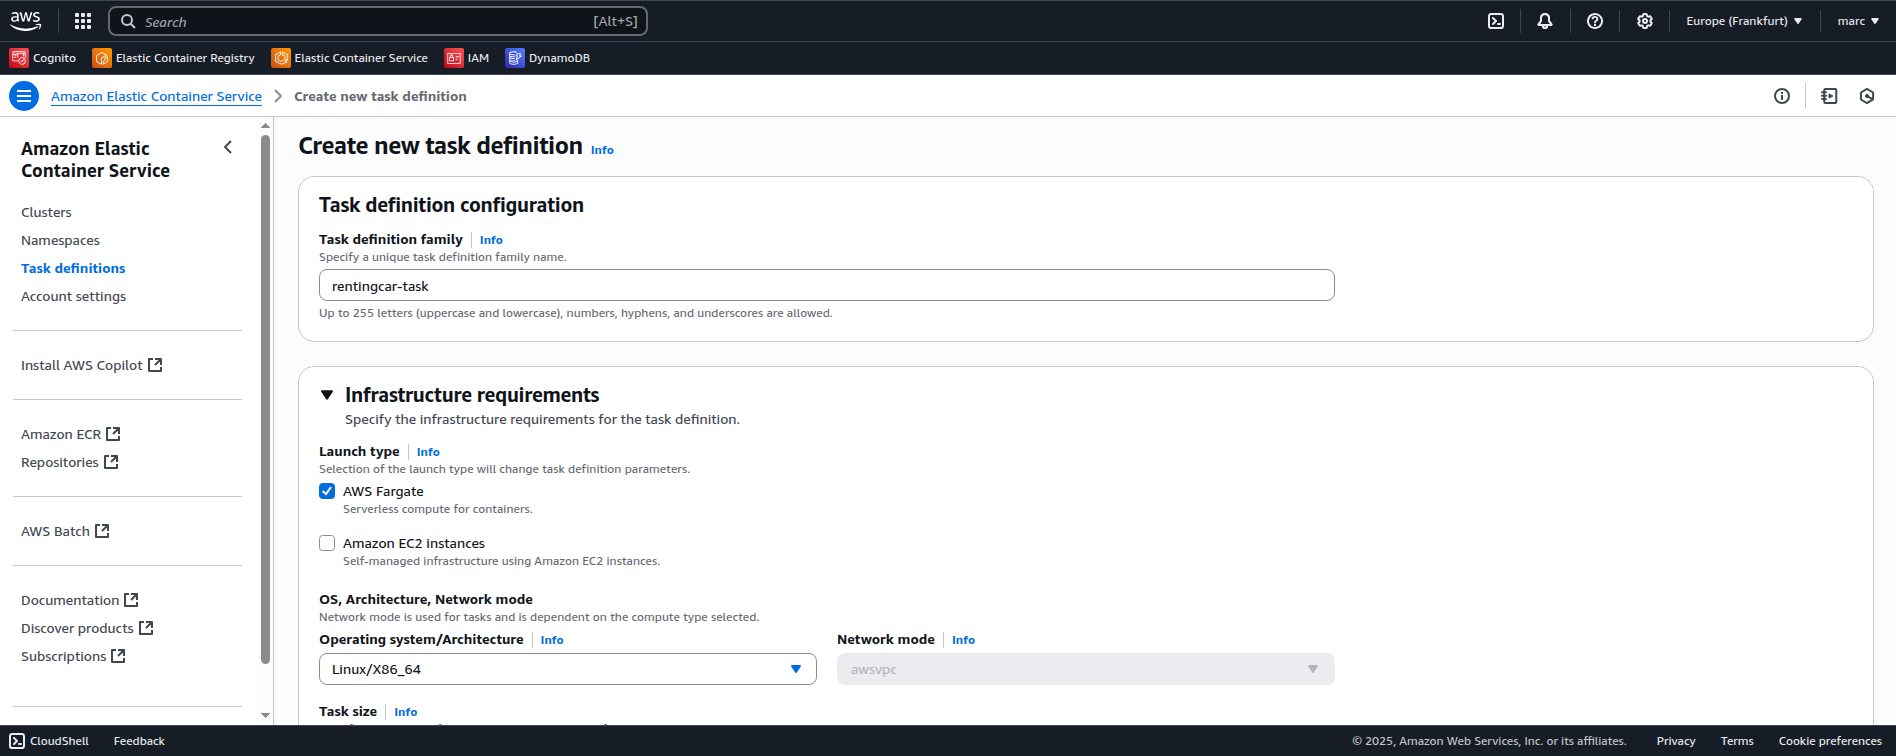 aws
Search
[Alt+S]
Europe (Frankfurt)
marc
Cognito
Elastic Container Registry
Elastic Container Service
IAM
DynamoDB
Amazon Elastic Container Service
Create new task definition
Amazon Elastic
Container Service
Clusters
Namespaces
Task definitions
Account settings
Install AWS Copilot
Amazon ECR
Repositories
AWS Batch
Documentation
Discover products
Subscriptions
Create new task definition Info
Task definition configuration
Task definition family Info
Specify a unique task definition family name.
rentingcar-task
Up to 255 letters (uppercase and lowercase), numbers, hyphens, and underscores are allowed.
Infrastructure requirements
Specify the infrastructure requirements for the task definition.
Launch type Info
Selection of the launch type will change task definition parameters.
AWS Fargate
Serverless compute for containers.
Amazon EC2 instances
Self-managed infrastructure using Amazon EC2 instances.
OS, Architecture, Network mode
Network mode is used for tasks and is dependent on the compute type selected.
Operating system/Architecture Info
Linux/X86_64
Network mode Info
awsvpc
Task size Info
CloudShell
Feedback
© 2025, Amazon Web Services, Inc. or its affiliates.
Privacy
Terms
Cookie preferences